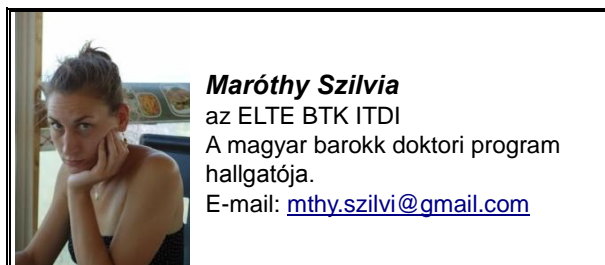 Maróthy Szilvia
az ELTE BTK ITDI
A magyar barokk doktori program
hallgatója.
E-mail: mthy.szilvi@gmail.com